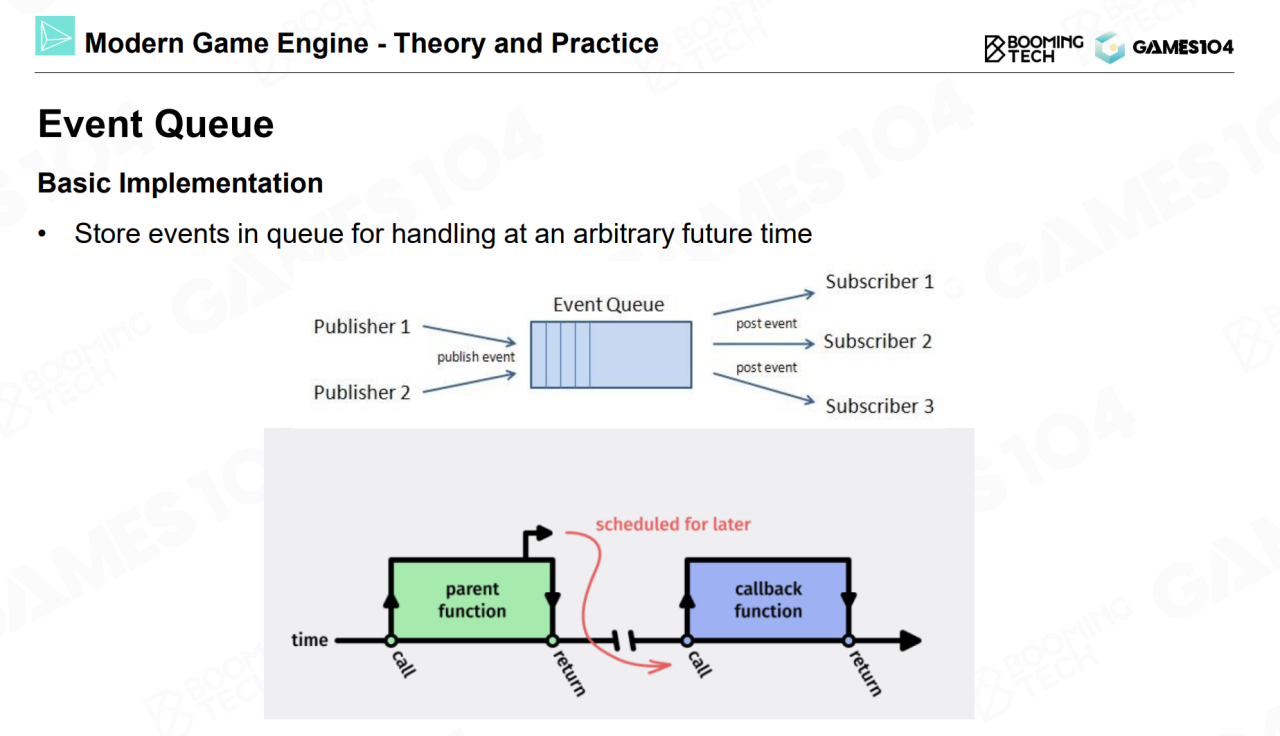 Modern Game Engine - Theory and Practice
BOOMING
TECH
GAMES104
Event Queue
Basic Implementation
• Store events in queue for handling at an arbitrary future time
Event Queue
Publisher 1
publish event
Publisher 2
Subscriber 1
post event
Subscriber 2
post event
Subscriber 3
scheduled for later
parent
function
callback
function
time
call
return
call
return